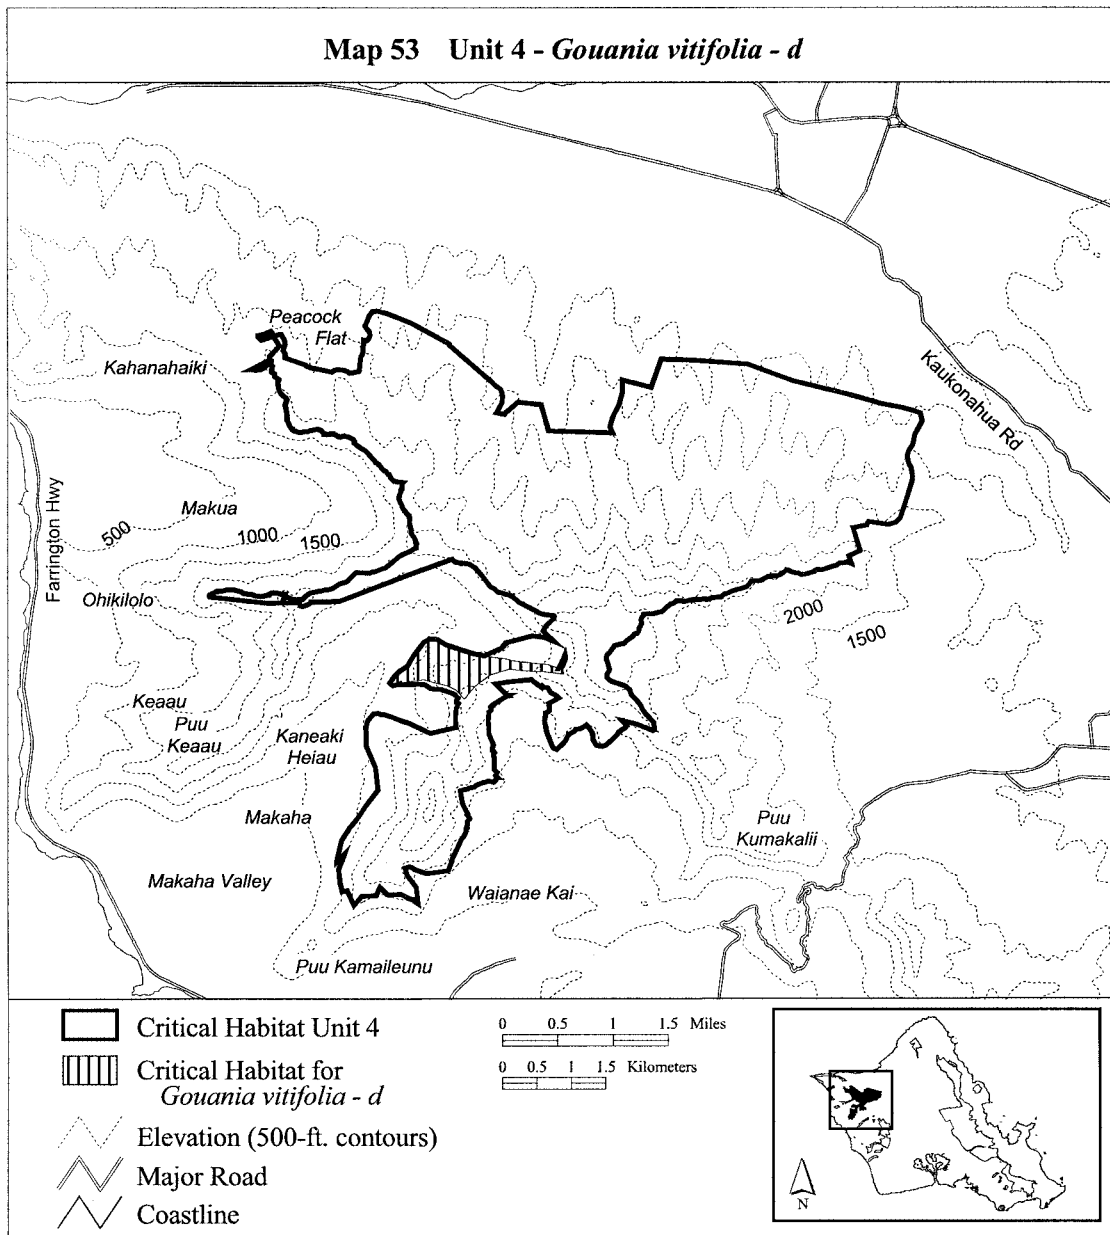 Map 53 Unit 4 - Gouania vitifolia - d
Peacock
Flat
Kahanahaiki
Kaukonahua Rd
Farrington Hwy
Makua
500
1000
1500
Ohikilolo
2000
1500
Keaau
Puu
Keaau
Kaneaki
Heiau
Makaha
Puu
Kumakalii
Makaha Valley
Waianae Kai
Puu Kamaileunu
Critical Habitat Unit 4
Critical Habitat for
Gouania vitifolia - d
Elevation (500-ft. contours)
Major Road
Coastline
0 0.5 1 1.5 Miles
0 0.5 1 1.5 Kilometers
N